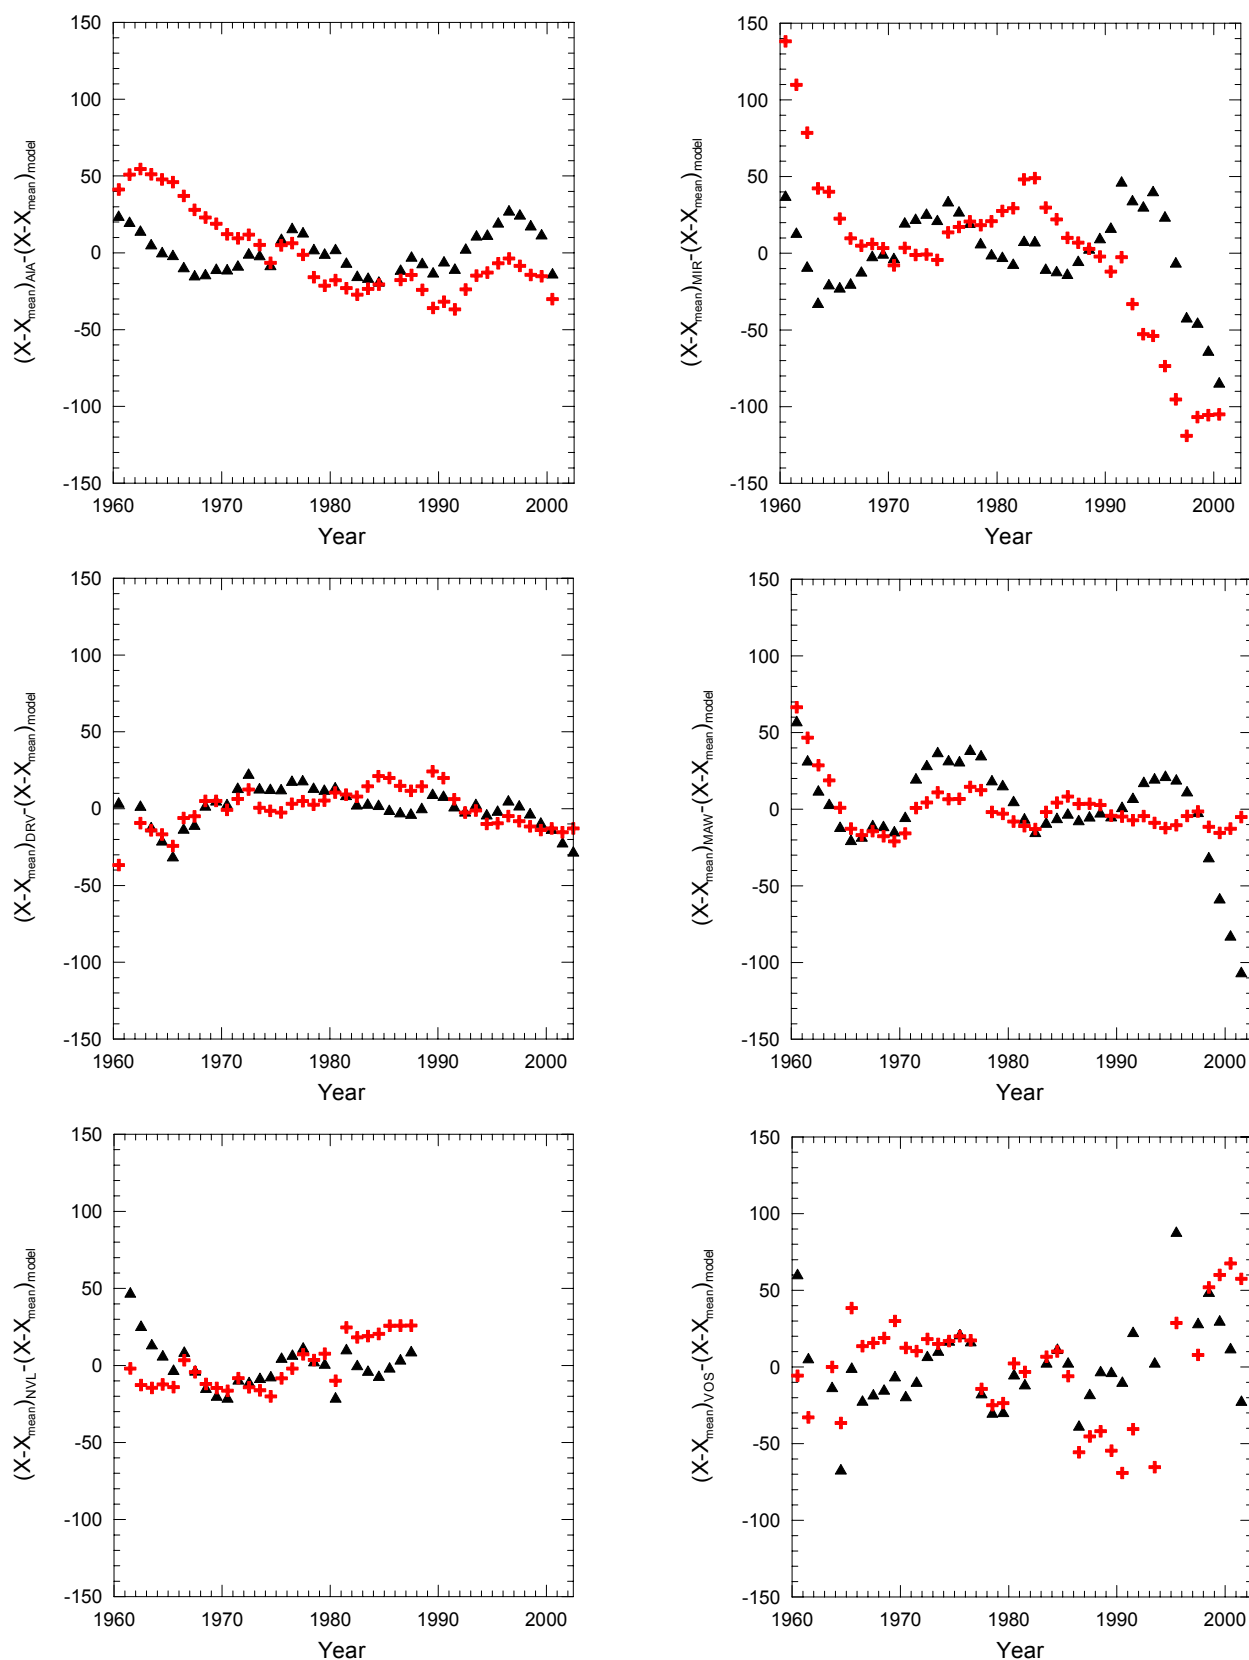 150
100
50
0
-50
-100
-150
1960 1970 1980 1990 2000
Year
(X-Xmean)AIA-(X-Xmean)model
150
100
50
0
-50
-100
-150
1960 1970 1980 1990 2000
Year
(X-Xmean)MIR-(X-Xmean)model
150
100
50
0
-50
-100
-150
1960 1970 1980 1990 2000
Year
(X-Xmean)DRV-(X-Xmean)model
150
100
50
0
-50
-100
-150
1960 1970 1980 1990 2000
Year
(X-Xmean)MAW-(X-Xmean)model
150
100
50
0
-50
-100
-150
1960 1970 1980 1990 2000
Year
(X-Xmean)NVL-(X-Xmean)model
150
100
50
0
-50
-100
-150
1960 1970 1980 1990 2000
Year
(X-Xmean)VOS-(X-Xmean)model